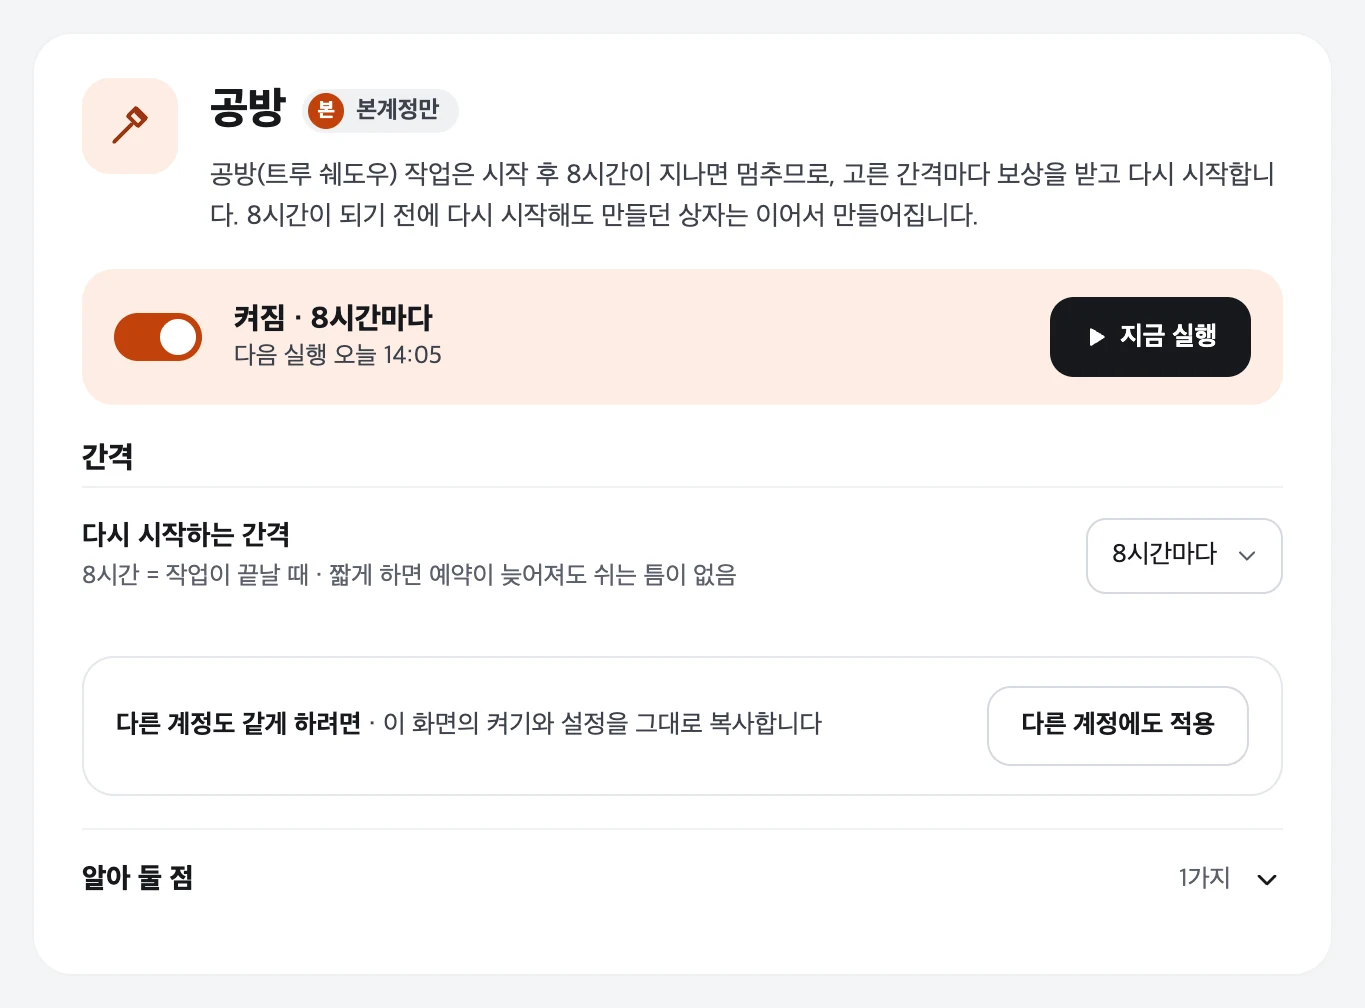 공방
본 본계정만
공방(트루 쉐도우) 작업은 시작 후 8시간이 지나면 멈추므로, 고른 간격마다 보상을 받고 다시 시작합니
다. 8시간이 되기 전에 다시 시작해도 만들던 상자는 이어서 만들어집니다.
켜짐 · 8시간마다
다음 실행 오늘 14:05
지금 실행
간격
다시 시작하는 간격
8시간 = 작업이 끝날 때 · 짧게 하면 예약이 늦어져도 쉬는 틈이 없음
8시간마다
다른 계정도 같게 하려면 · 이 화면의 켜기와 설정을 그대로 복사합니다
다른 계정에도 적용
알아 둘 점
1가지